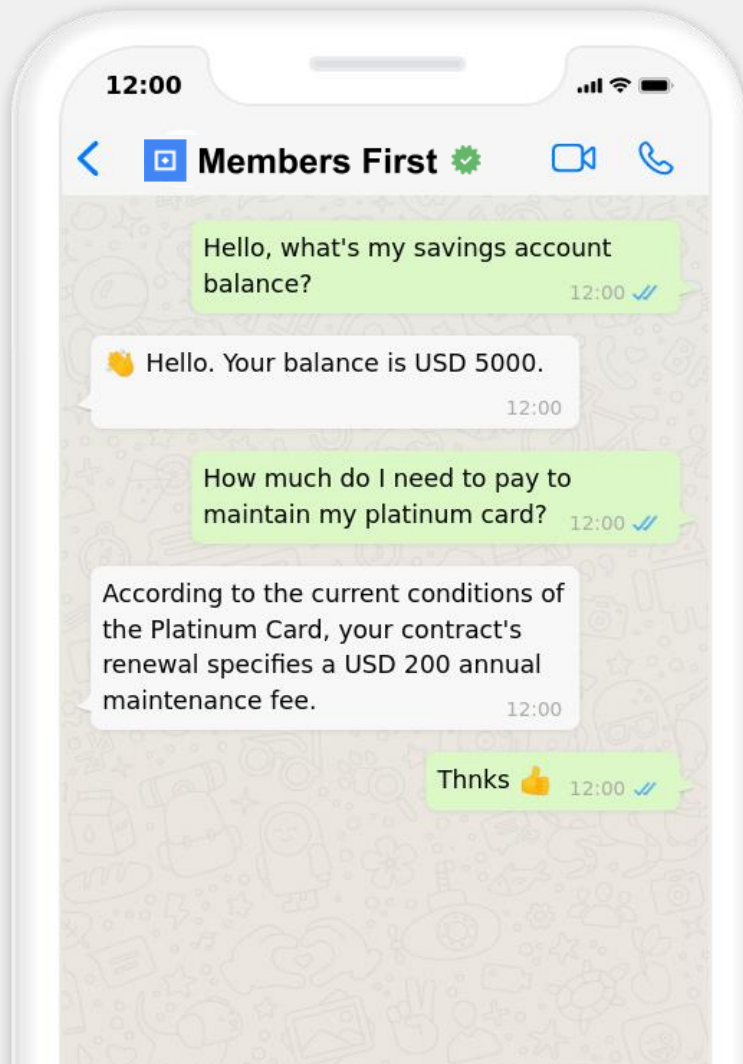 12:00
Members First
Hello, what's my savings account
balance?
12:00
👋 Hello. Your balance is USD 5000.
12:00
How much do I need to pay to
maintain my platinum card?
12:00
According to the current conditions of
the Platinum Card, your contract's
renewal specifies a USD 200 annual
maintenance fee.
12:00
Thnks 👍 12:00